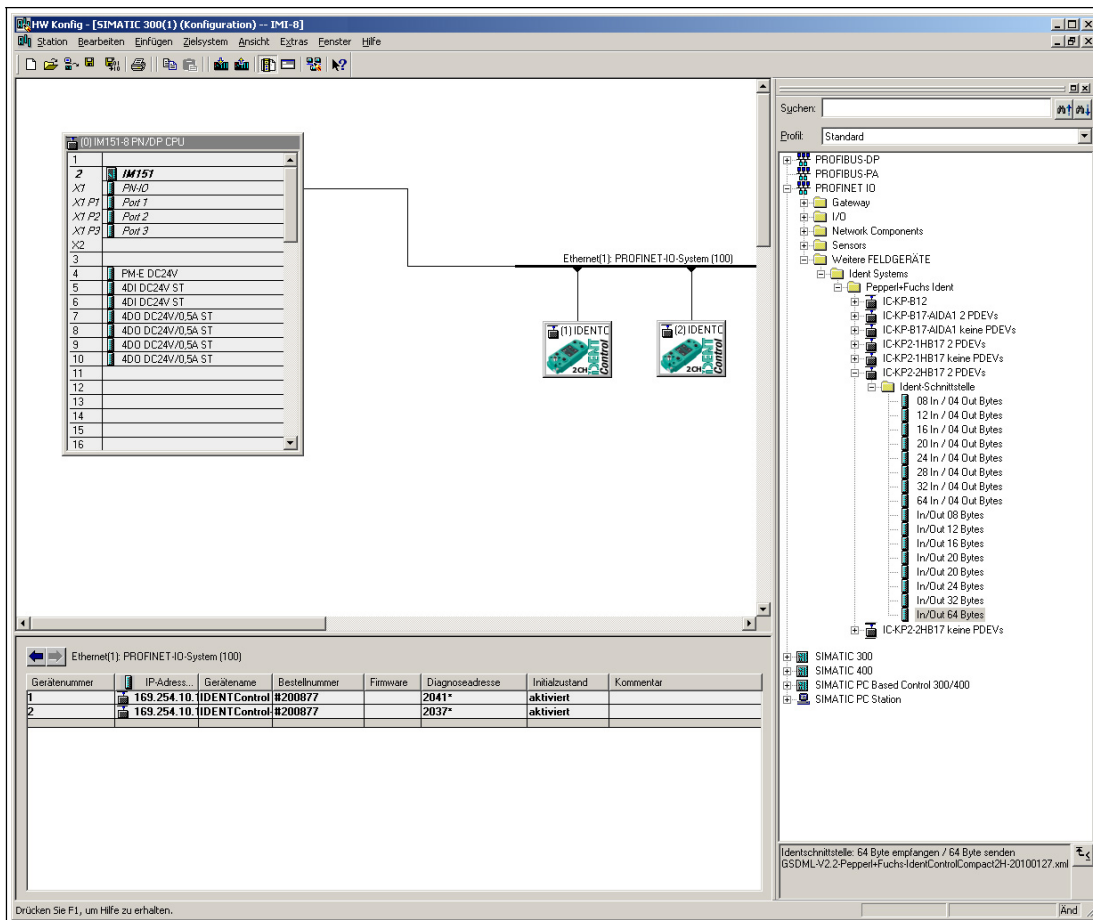 HW Konfig - [SIMATIC 300(1) (Konfiguration) -- IMI-8]
Station Bearbeiten Einfügen Zielsystem Ansicht Extras Fenster Hilfe
(0) IM151-8 PN/DP CPU
1
2 IM151
X1 PN-IO
X1 P1 Port 1
X1 P2 Port 2
X1 P3 Port 3
X2
3
4 PM-E DC24V
5 4DI DC24V ST
6 4DI DC24V ST
7 4DO DC24V/0,5A ST
8 4DO DC24V/0,5A ST
9 4DO DC24V/0,5A ST
10 4DO DC24V/0,5A ST
11
12
13
14
15
16
Ethernet(1): PROFINET-IO-System (100)
(1) IDENTC
IDENT Control
2CH
(2) IDENTC
IDENT Control
2CH
Suchen:
Profil: Standard
PROFIBUS-DP
PROFIBUS-PA
PROFINET IO
Gateway
I/O
Network Components
Sensors
Weitere FELDGERÄTE
Ident Systems
Pepperl+Fuchs Ident
IC-KP-B12
IC-KP-B17-AIDA1 2 PDEVs
IC-KP-B17-AIDA1 keine PDEVs
IC-KP2-1HB17 2 PDEVs
IC-KP2-1HB17 keine PDEVs
IC-KP2-2HB17 2 PDEVs
Ident-Schnittstelle
08 In / 04 Out Bytes
12 In / 04 Out Bytes
16 In / 04 Out Bytes
20 In / 04 Out Bytes
24 In / 04 Out Bytes
28 In / 04 Out Bytes
32 In / 04 Out Bytes
64 In / 04 Out Bytes
In/Out 08 Bytes
In/Out 12 Bytes
In/Out 16 Bytes
In/Out 20 Bytes
In/Out 20 Bytes
In/Out 24 Bytes
In/Out 32 Bytes
In/Out 64 Bytes
IC-KP2-2HB17 keine PDEVs
SIMATIC 300
SIMATIC 400
SIMATIC PC Based Control 300/400
SIMATIC PC Station
Identschnittstelle: 64 Byte empfangen / 64 Byte senden
GSDML-V2.2-Pepperl+Fuchs-IdentControlCompact2H-20100127.xml
Ethernet(1): PROFINET-IO-System (100)
Gerätenummer IP-Adress... Gerätename Bestellnummer Firmware Diagnoseadresse Initialzustand Kommentar
1 169.254.10.1 IDENTControl #200877 2041* aktiviert
2 169.254.10.1 IDENTControl- #200877 2037* aktiviert
Drücken Sie F1, um Hilfe zu erhalten.
Änd